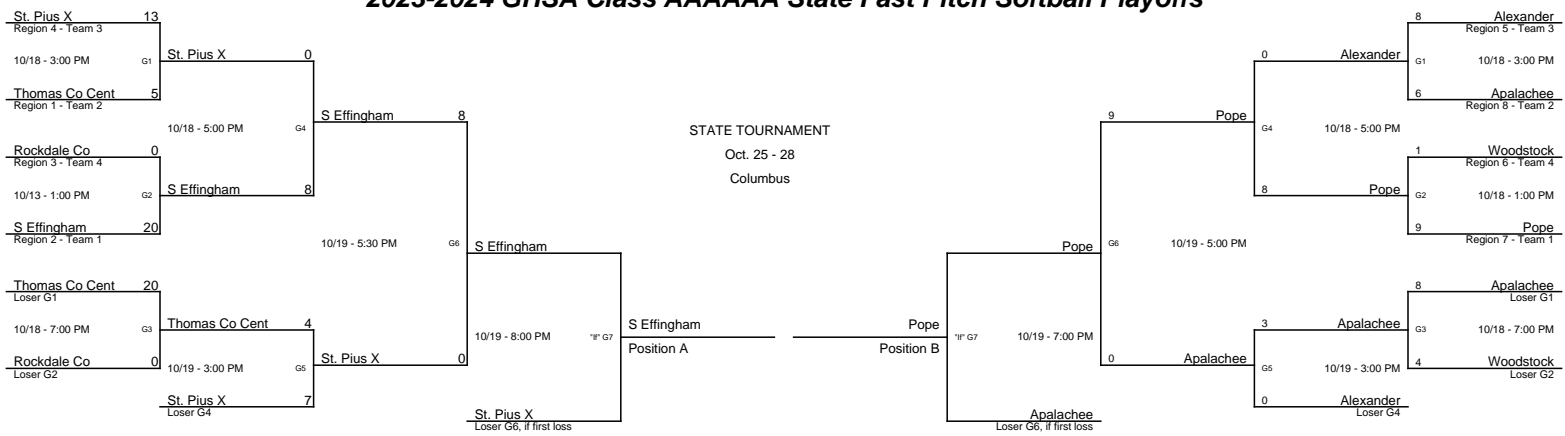 2023-2024 GHSA Class AAAAAA State Fast Pitch Softball Playoffs
St. Pius X 13
Region 4 - Team 3
10/18 - 3:00 PM G1
St. Pius X 0
Thomas Co Cent 5
Region 1 - Team 2
10/18 - 5:00 PM G4
S Effingham 8
Rockdale Co 0
Region 3 - Team 4
10/13 - 1:00 PM G2
S Effingham 8
S Effingham 20
Region 2 - Team 1
10/19 - 5:30 PM G6
S Effingham
Thomas Co Cent 20
Loser G1
10/18 - 7:00 PM G3
Thomas Co Cent 4
Rockdale Co 0
Loser G2
10/19 - 3:00 PM G5
St. Pius X 0
St. Pius X 7
Loser G4
10/19 - 8:00 PM "If" G7
S Effingham
Position A
St. Pius X
Loser G6, if first loss
STATE TOURNAMENT
Oct. 25 - 28
Columbus
8 Alexander
Region 5 - Team 3
0 Alexander
G1 10/18 - 3:00 PM
6 Apalachee
Region 8 - Team 2
9 Pope
G4 10/18 - 5:00 PM
1 Woodstock
Region 6 - Team 4
8 Pope
G2 10/18 - 1:00 PM
9 Pope
Region 7 - Team 1
Pope
G6 10/19 - 5:00 PM
8 Apalachee
Loser G1
3 Apalachee
G3 10/18 - 7:00 PM
4 Woodstock
Loser G2
0 Apalachee
G5 10/19 - 3:00 PM
0 Alexander
Loser G4
Pope
Position B
"If" G7 10/19 - 7:00 PM
Apalachee
Loser G6, if first loss